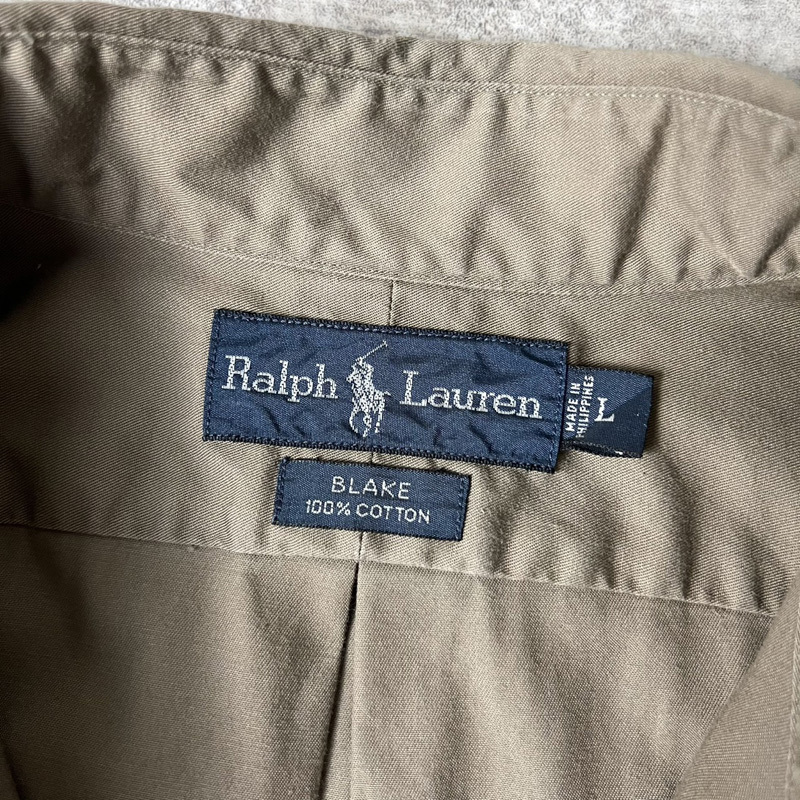 Ralph Lauren
MADE IN
PHILIPPINES
L
BLAKE
100% COTTON